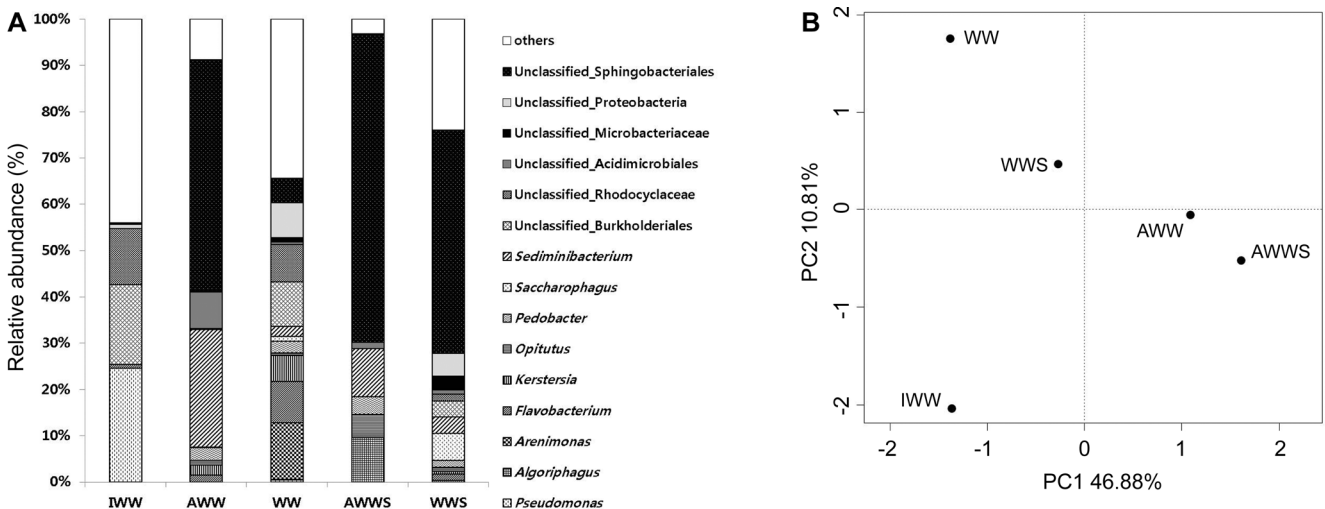 A
Relative abundance (%)
100%
90%
80%
70%
60%
50%
40%
30%
20%
10%
0%
IWW
AWW
WW
AWWS
WWS
others
Unclassified_Sphingobacteriales
Unclassified_Proteobacteria
Unclassified_Microbacteriaceae
Unclassified_Acidimicrobiales
Unclassified_Rhodocyclaceae
Unclassified_Burkholderiales
Sediminibacterium
Saccharophagus
Pedobacter
Opitutus
Kerstersia
Flavobacterium
Arenimonas
Algoriphagus
Pseudomonas
B
PC2 10.81%
2
1
0
-1
-2
WW
WWS
AWW
AWWS
IWW
-2
-1
0
1
2
PC1 46.88%